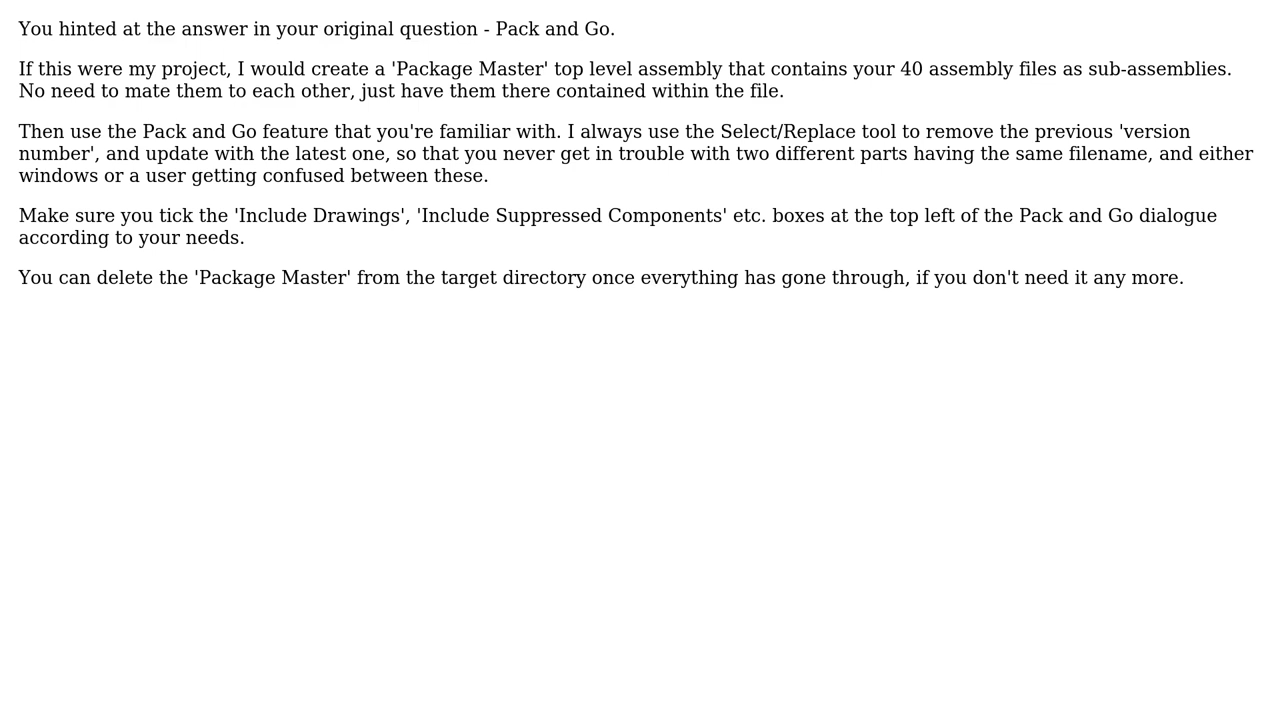 You hinted at the answer in your original question - Pack and Go.
If this were my project, I would create a 'Package Master' top level assembly that contains your 40 assembly files as sub-assemblies.
No need to mate them to each other, just have them there contained within the file.
Then use the Pack and Go feature that you're familiar with. I always use the Select/Replace tool to remove the previous 'version
number', and update with the latest one, so that you never get in trouble with two different parts having the same filename, and either
windows or a user getting confused between these.
Make sure you tick the 'Include Drawings', 'Include Suppressed Components' etc. boxes at the top left of the Pack and Go dialogue
according to your needs.
You can delete the 'Package Master' from the target directory once everything has gone through, if you don't need it any more.